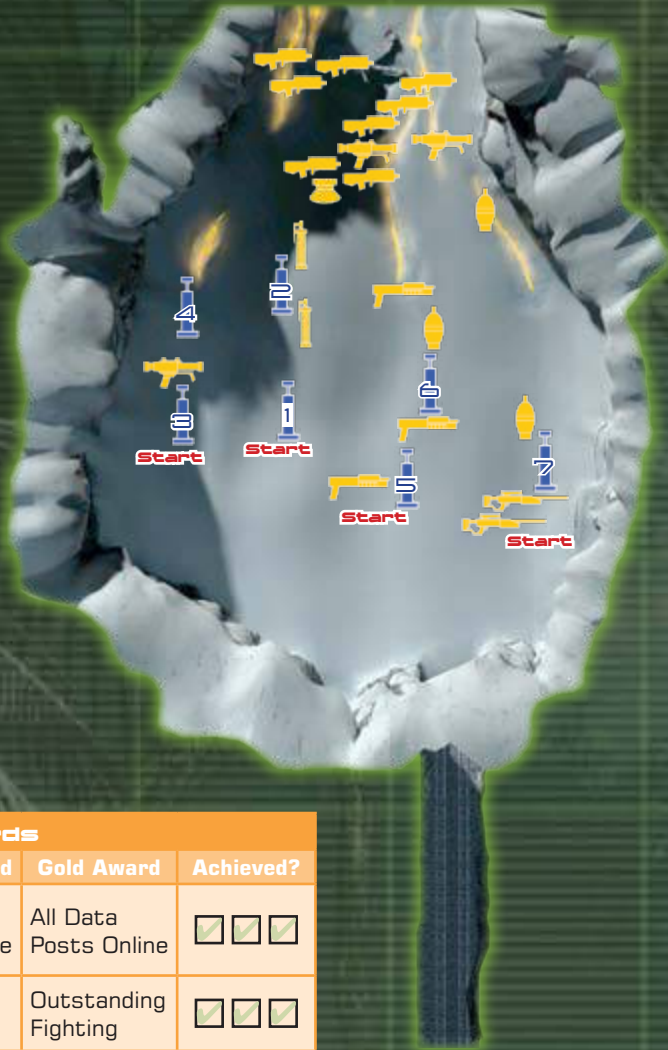 2
4
6
3
1
Start
Start
7
5
Start
Start
rds
d
Gold Award
Achieved?
e
All Data
Posts Online
Outstanding
Fighting